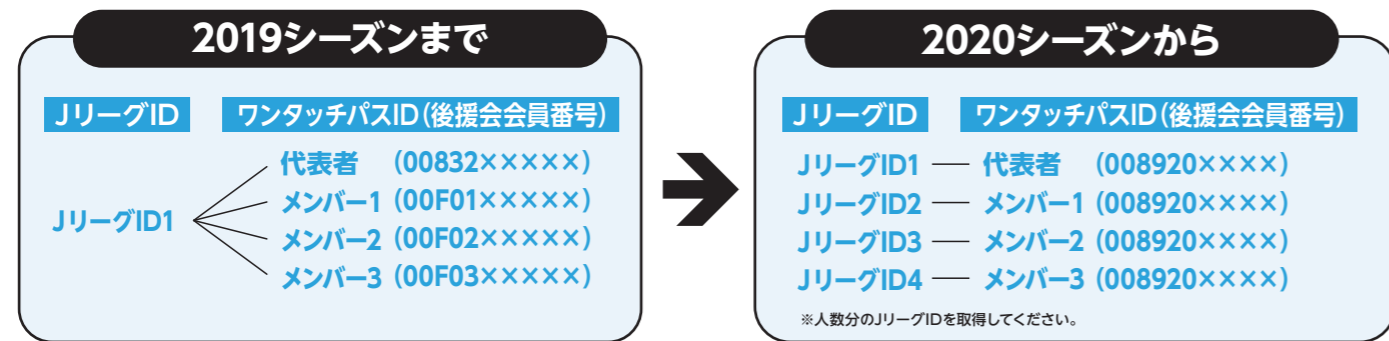 2019シーズンまで
JリーグID ワンタッチパスID(後援会会員番号)
JリーグID1
代表者 (00832×××××)
メンバー1 (00F01×××××)
メンバー2 (00F02×××××)
メンバー3 (00F03×××××)
2020シーズンから
JリーグID ワンタッチパスID(後援会会員番号)
JリーグID1 — 代表者 (008920××××)
JリーグID2 — メンバー1 (008920××××)
JリーグID3 — メンバー2 (008920××××)
JリーグID4 — メンバー3 (008920××××)
※人数分のJリーグIDを取得してください。